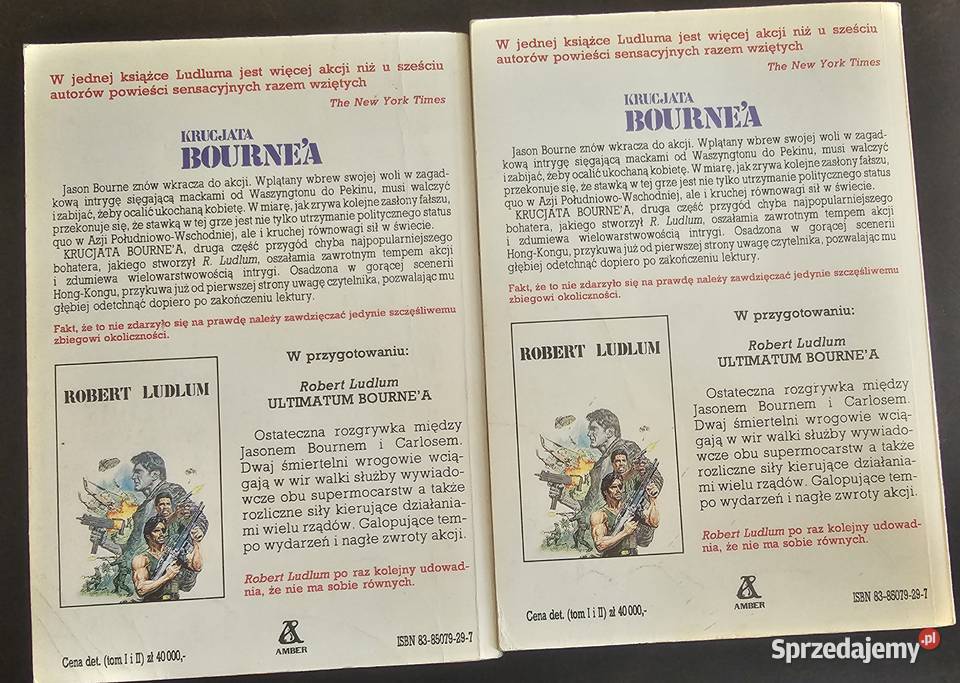 W jednej książce Ludluma jest więcej akcji niż u sześciu
autorów powieści sensacyjnych razem wziętych
The New York Times
KRUCJATA
BOURNE'A
Jason Bourne znów wkracza do akcji. Wplątany wbrew swojej woli w zagad-
kową intrygę sięgającą mackami od Waszyngtonu do Pekinu, musi walczyć
i zabijać, żeby ocalić ukochaną kobietę. W miarę, jak zrywa kolejne zasłony fałszu,
przekonuje się, że stawką w tej grze jest nie tylko utrzymanie politycznego status
quo w Azji Południowo-Wschodniej, ale i kruchej równowagi sił w świecie.
KRUCJATA BOURNE'A, druga część przygód chyba najpopularniejszego
bohatera, jakiego stworzył R. Ludlum, oszałamia zawrotnym tempem akcji
i zdumiewa wielowarstwowością intrygi. Osadzona w gorącej scenerii
Hong-Kongu, przykuwa już od pierwszej strony uwagę czytelnika, pozwalając mu
głębiej odetchnąć dopiero po zakończeniu lektury.
Fakt, że to nie zdarzyło się na prawdę należy zawdzięczać jedynie szczęśliwemu
zbiegowi okoliczności.
ROBERT LUDLUM
W przygotowaniu:
Robert Ludlum
ULTIMATUM BOURNE'A
Ostateczna rozgrywka między
Jasonem Bournem i Carlosem.
Dwaj śmiertelni wrogowie wcią-
gają w wir walki służby wywiado-
wcze obu supermocarstw a także
rozliczne siły kierujące działania-
mi wielu rządów. Galopujące tem-
po wydarzeń i nagłe zwroty akcji.
Robert Ludlum po raz kolejny udowad-
nia, że nie ma sobie równych.
Cena det. (tom I i II) zł 40 000,-
AMBER
ISBN 83-85079-29-7
W jednej książce Ludluma jest więcej akcji niż u sześciu
autorów powieści sensacyjnych razem wziętych
The New York Times
KRUCJATA
BOURNE'A
Jason Bourne znów wkracza do akcji. Wplątany wbrew swojej woli w zagad-
kową intrygę sięgającą mackami od Waszyngtonu do Pekinu, musi walczyć
i zabijać, żeby ocalić ukochaną kobietę. W miarę, jak zrywa kolejne zasłony fałszu,
przekonuje się, że stawką w tej grze jest nie tylko utrzymanie politycznego status
quo w Azji Południowo-Wschodniej, ale i kruchej równowagi sił w świecie.
KRUCJATA BOURNE'A, druga część przygód chyba najpopularniejszego
bohatera, jakiego stworzył R. Ludlum, oszałamia zawrotnym tempem akcji
i zdumiewa wielowarstwowością intrygi. Osadzona w gorącej scenerii
Hong-Kongu, przykuwa już od pierwszej strony uwagę czytelnika, pozwalając mu
głębiej odetchnąć dopiero po zakończeniu lektury.
Fakt, że to nie zdarzyło się na prawdę należy zawdzięczać jedynie szczęśliwemu
zbiegowi okoliczności.
ROBERT LUDLUM
W przygotowaniu:
Robert Ludlum
ULTIMATUM BOURNE'A
Ostateczna rozgrywka między
Jasonem Bournem i Carlosem.
Dwaj śmiertelni wrogowie wcią-
gają w wir walki służby wywiado-
wcze obu supermocarstw a także
rozliczne siły kierujące działania-
mi wielu rządów. Galopujące tem-
po wydarzeń i nagłe zwroty akcji.
Robert Ludlum po raz kolejny udowad-
nia, że nie ma sobie równych.
Cena det. (tom I i II) zł 40 000,-
AMBER
ISBN 83-85079-29-7
Sprzedajemy.pl